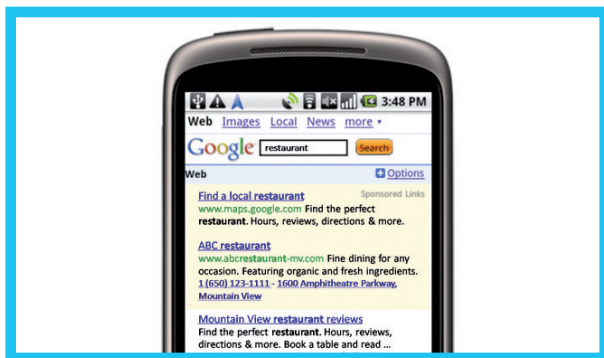 3:48 PM
Web Images Local News more
Google restaurant Search
Web Options
Find a local restaurant Sponsored Links
www.maps.google.com Find the perfect
restaurant. Hours, reviews, directions & more.
ABC restaurant
www.abcrestaurant-mv.com Fine dining for any
occasion. Featuring organic and fresh ingredients.
1 (650) 123-1111 - 1600 Amphitheatre Parkway,
Mountain View
Mountain View restaurant reviews
Find the perfect restaurant. Hours, reviews,
directions & more. Book a table and read ...